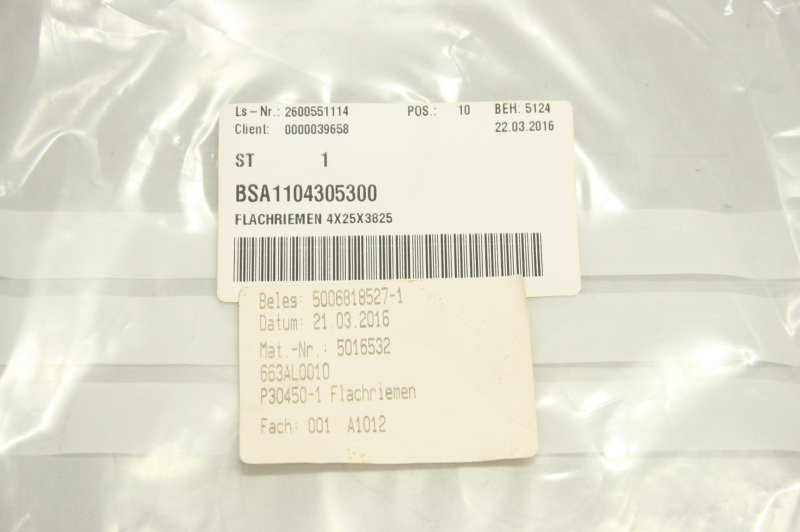 Ls-Nr.: 2600551114 POS.: 10 BEH: 5124
Client: 0000039658 22.03.2016
ST 1
BSA1104305300
FLACHRIEMEN 4X25X3825
Beleg: 5006818527-1
Datum: 21.03.2016
Mat.-Nr.: 5016532
663AL0010
P30450-1 Flachriemen
Fach: 001 A1012